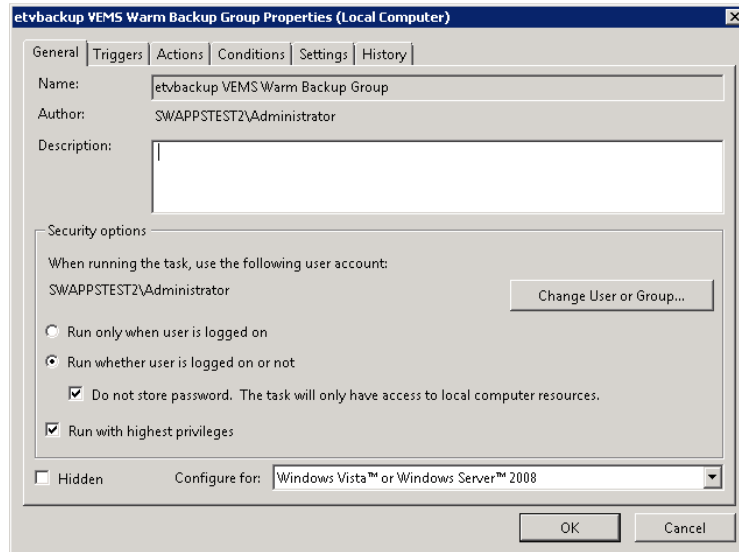 etvbackup VEMS Warm Backup Group Properties (Local Computer)
General Triggers Actions Conditions Settings History
Name: etvbackup VEMS Warm Backup Group
Author: SWAPPSTEST2\Administrator
Description:
Security options
When running the task, use the following user account:
SWAPPSTEST2\Administrator Change User or Group...
Run only when user is logged on
Run whether user is logged on or not
Do not store password. The task will only have access to local computer resources.
Run with highest privileges
Hidden Configure for: Windows Vista™ or Windows Server™ 2008
OK Cancel